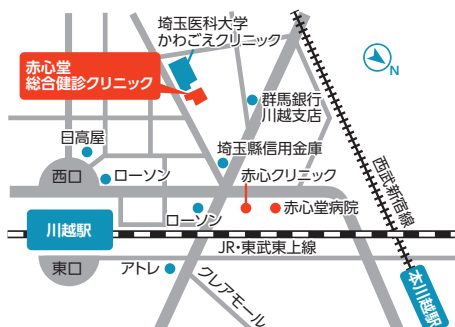 埼玉医科大学
かわごえクリニック
赤心堂
総合健診クリニック
N
群馬銀行
川越支店
日高屋
埼玉縣信用金庫
西口
ローソン
赤心クリニック
西武新宿線
ローソン
赤心堂病院
川越駅
JR・東武東上線
東口
アトレ
クレアモール
本川越駅